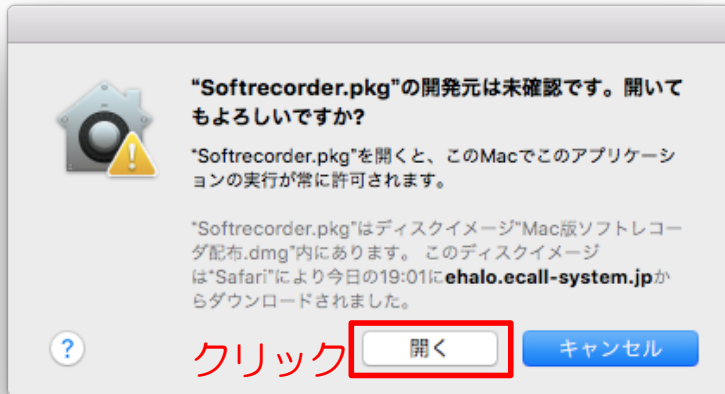 “Softrecorder.pkg”の開発元は未確認です。開いて
もよろしいですか?
“Softrecorder.pkg”を開くと、このMacでこのアプリケーシ
ョンの実行が常に許可されます。
“Softrecorder.pkg”はディスクイメージ“Mac版ソフトレコー
ダ配布.dmg”内にあります。 このディスクイメージ
は“Safari”により今日の19:01にehalo.ecall-system.jpか
らダウンロードされました。
?
クリック
開く
キャンセル